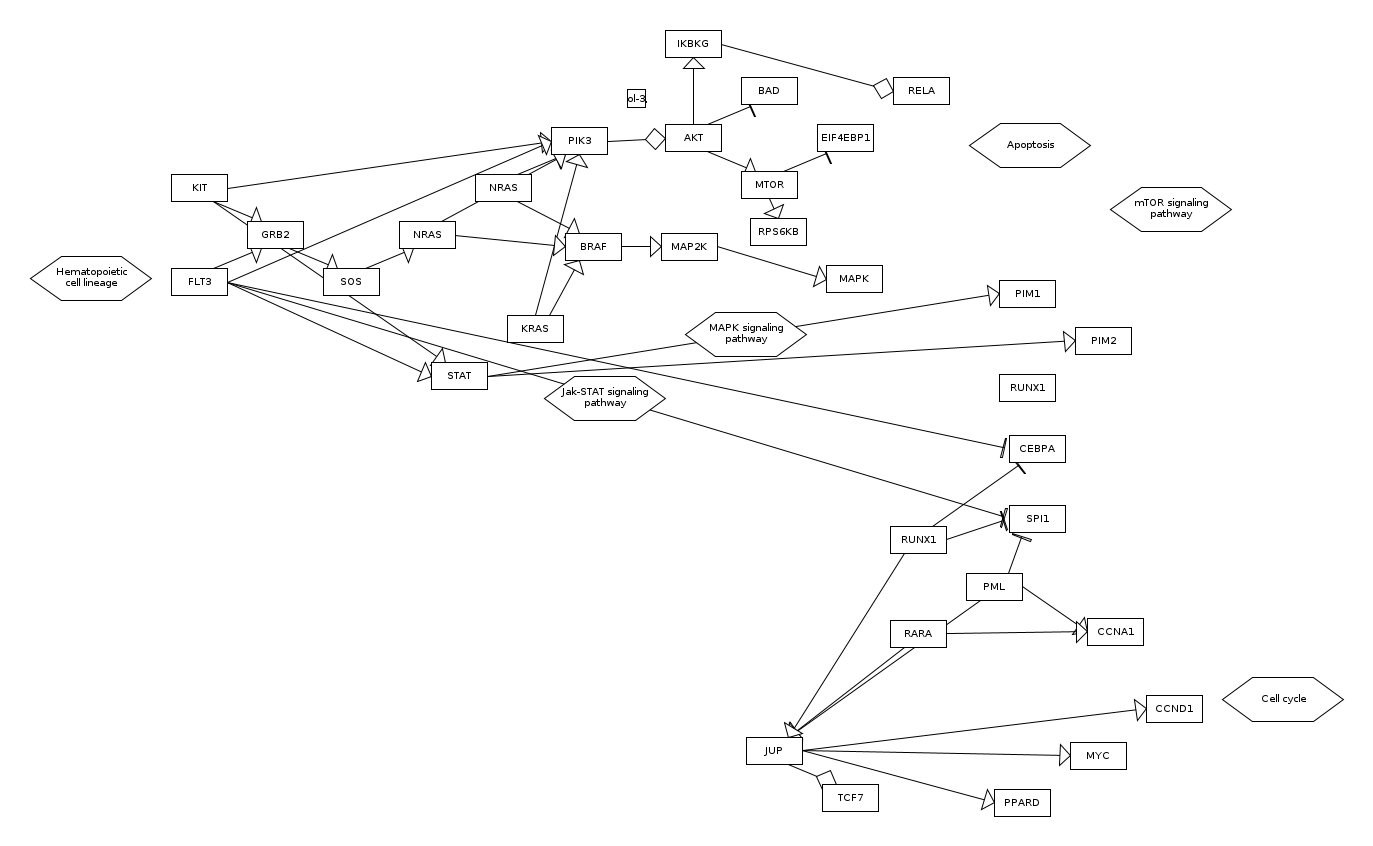 IKBKG
BAD
RELA
ol-3,
PIK3
AKT
EIF4EBP1
Apoptosis
KIT
NRAS
MTOR
mTOR signaling
pathway
GRB2
NRAS
BRAF
MAP2K
RPS6KB
Hematopoietic
cell lineage
FLT3
SOS
MAPK
PIM1
KRAS
MAPK signaling
pathway
PIM2
STAT
Jak-STAT signaling
pathway
RUNX1
CEBPA
SPI1
RUNX1
PML
RARA
CCNA1
CCND1
Cell cycle
JUP
MYC
TCF7
PPARD